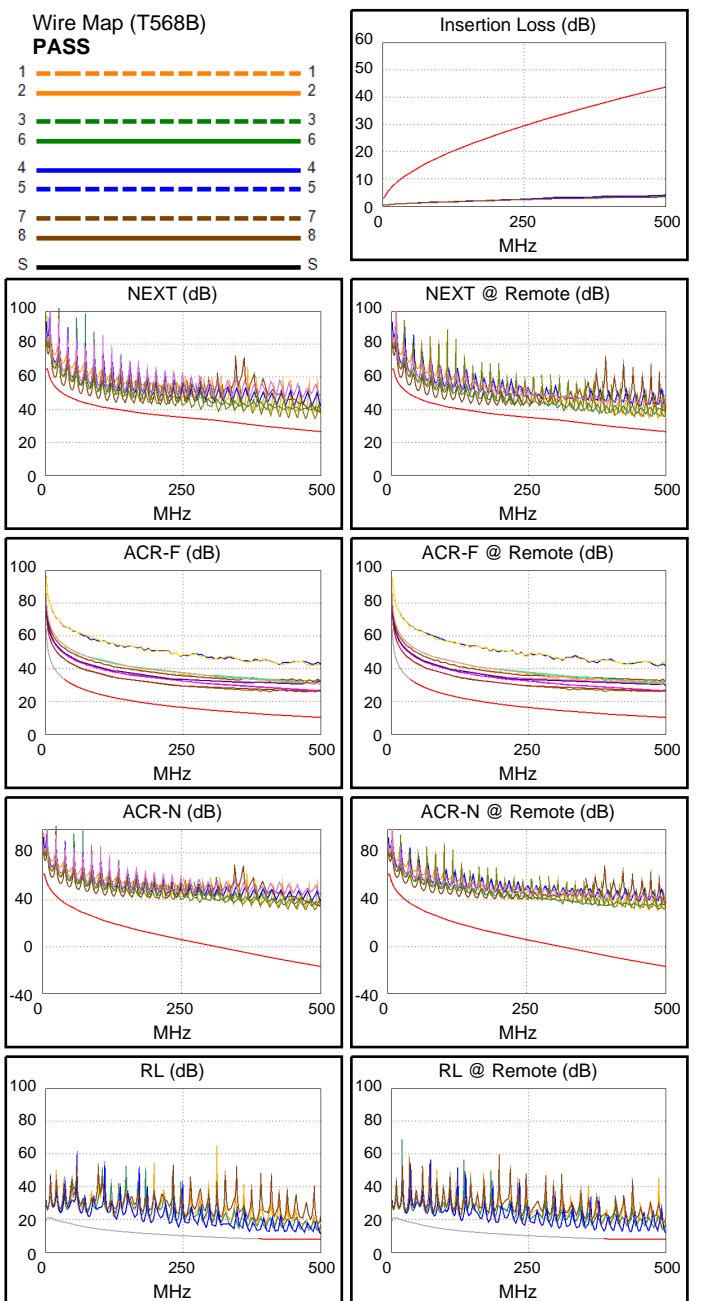 Wire Map (T568B)
PASS
1 1
2 2
3 3
6 6
4 4
5 5
7 7
8 8
S S
Insertion Loss (dB)
60
50
40
30
20
10
0
0 250 500
MHz
NEXT (dB)
100
80
60
40
20
0
0 250 500
MHz
NEXT @ Remote (dB)
100
80
60
40
20
0
0 250 500
MHz
ACR-F (dB)
100
80
60
40
20
0
0 250 500
MHz
ACR-F @ Remote (dB)
100
80
60
40
20
0
0 250 500
MHz
ACR-N (dB)
80
40
0
-40
0 250 500
MHz
ACR-N @ Remote (dB)
80
40
0
-40
0 250 500
MHz
RL (dB)
100
80
60
40
20
0
0 250 500
MHz
RL @ Remote (dB)
100
80
60
40
20
0
0 250 500
MHz